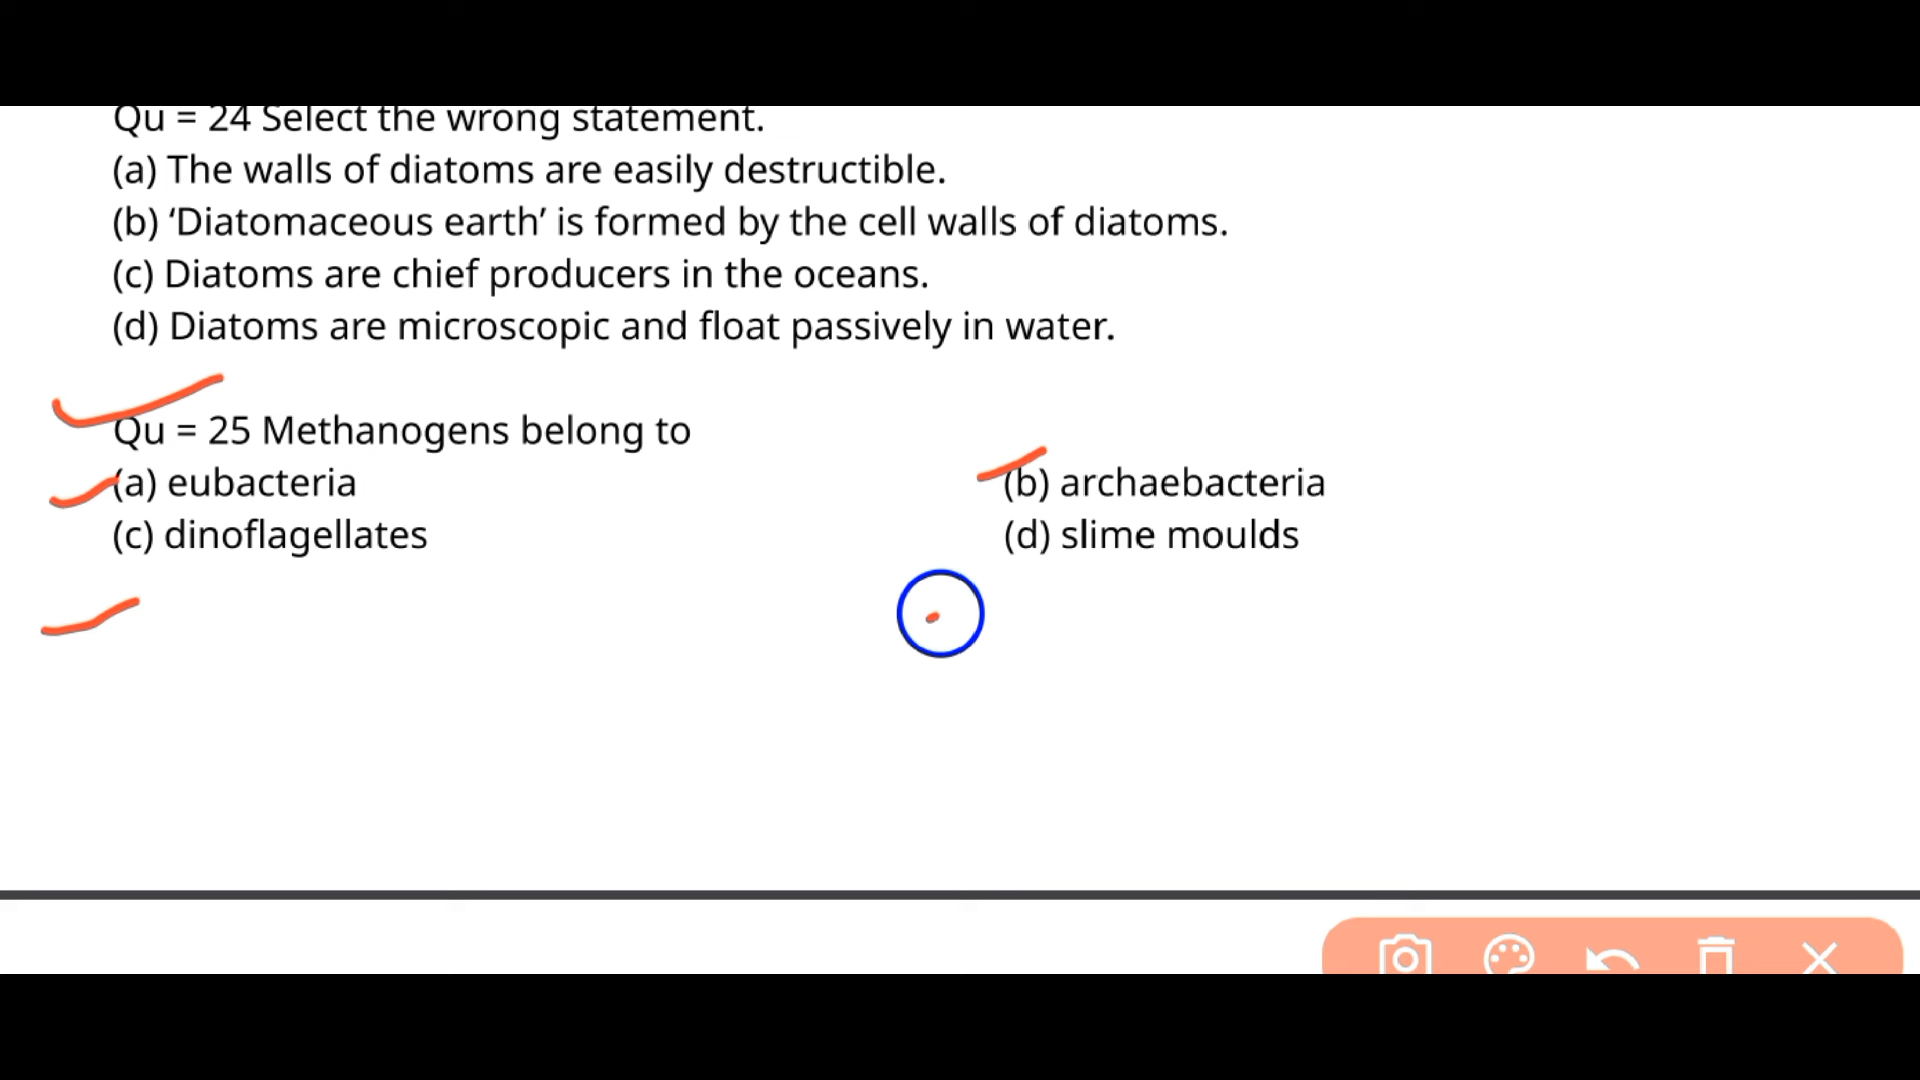 Qu = 24 Select the wrong statement.
(a) The walls of diatoms are easily destructible.
(b) ‘Diatomaceous earth’ is formed by the cell walls of diatoms.
(c) Diatoms are chief producers in the oceans.
(d) Diatoms are microscopic and float passively in water.
Qu = 25 Methanogens belong to
(a) eubacteria (b) archaebacteria
(c) dinoflagellates (d) slime moulds